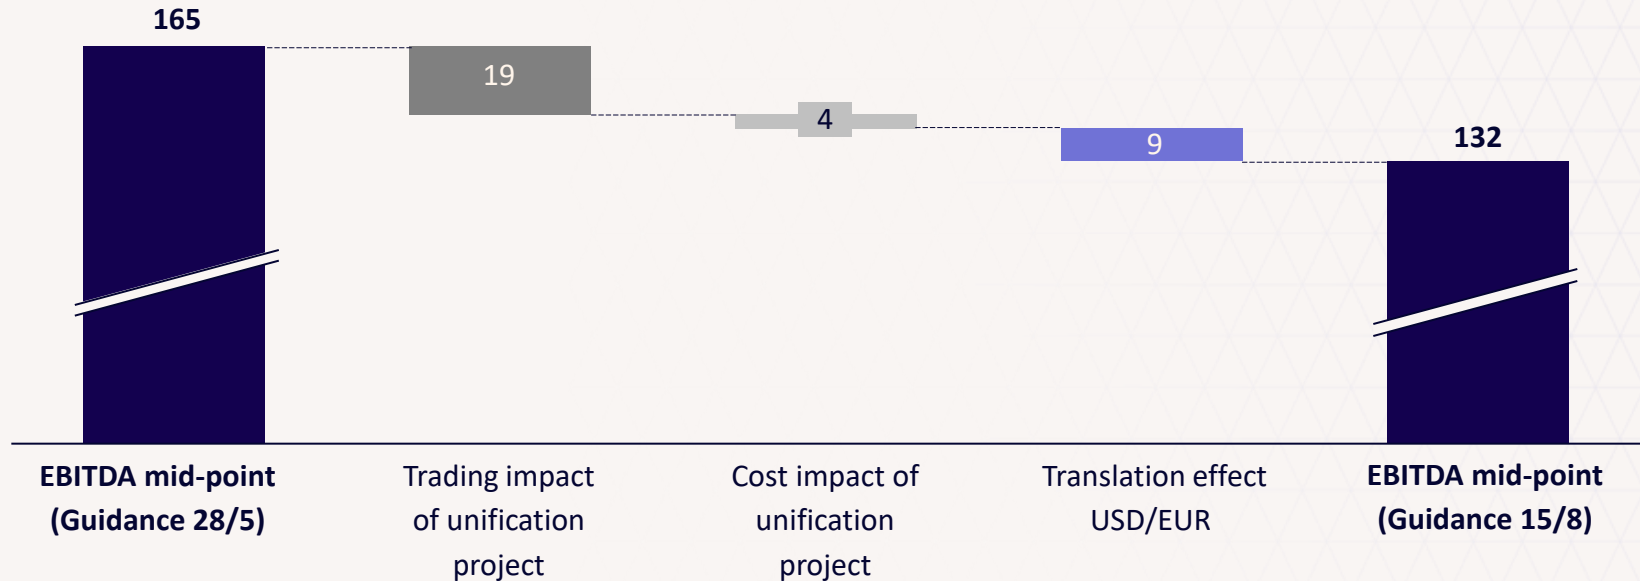 165
19
4
9
132
EBITDA mid-point
(Guidance 28/5)
Trading impact
of unification
project
Cost impact of
unification
project
Translation effect
USD/EUR
EBITDA mid-point
(Guidance 15/8)